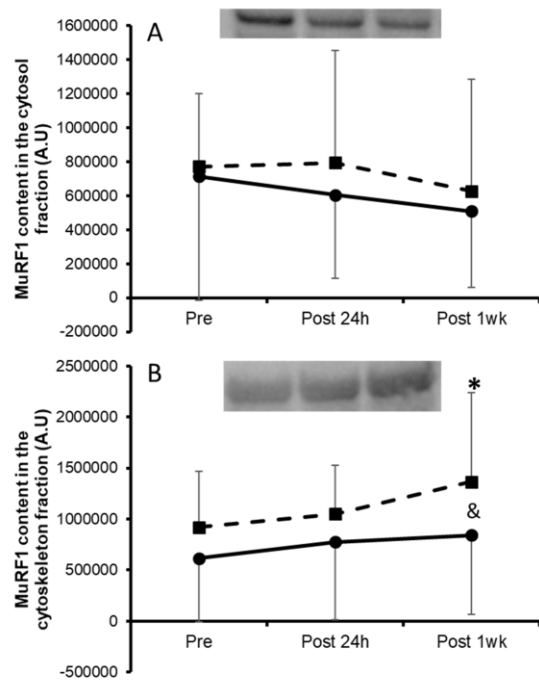 A
MuRF1 content in the cytosol
fraction (A.U)
1600000
1400000
1200000
1000000
800000
600000
400000
200000
0
-200000
Pre
Post 24h
Post 1wk
B
MuRF1 content in the
cytoskeleton fraction (A.U)
2500000
2000000
1500000
1000000
500000
0
-500000
*
&
Pre
Post 24h
Post 1wk